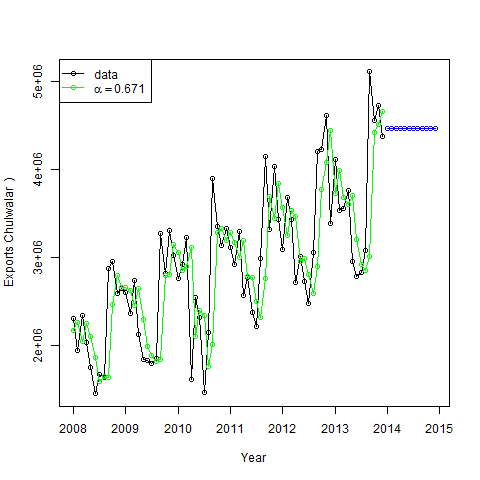 data
α = 0.671
Exports Chulwalar )
5e+06
4e+06
3e+06
2e+06
2008 2009 2010 2011 2012 2013 2014 2015
Year